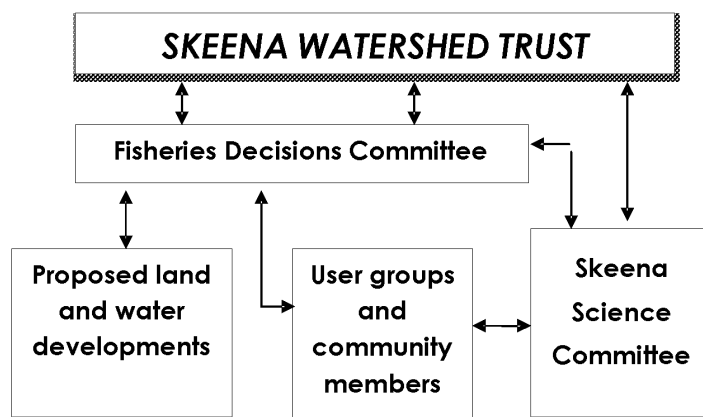 SKEENA WATERSHED TRUST
Fisheries Decisions Committee
Proposed land
and water
developments
User groups
and
community
members
Skeena
Science
Committee